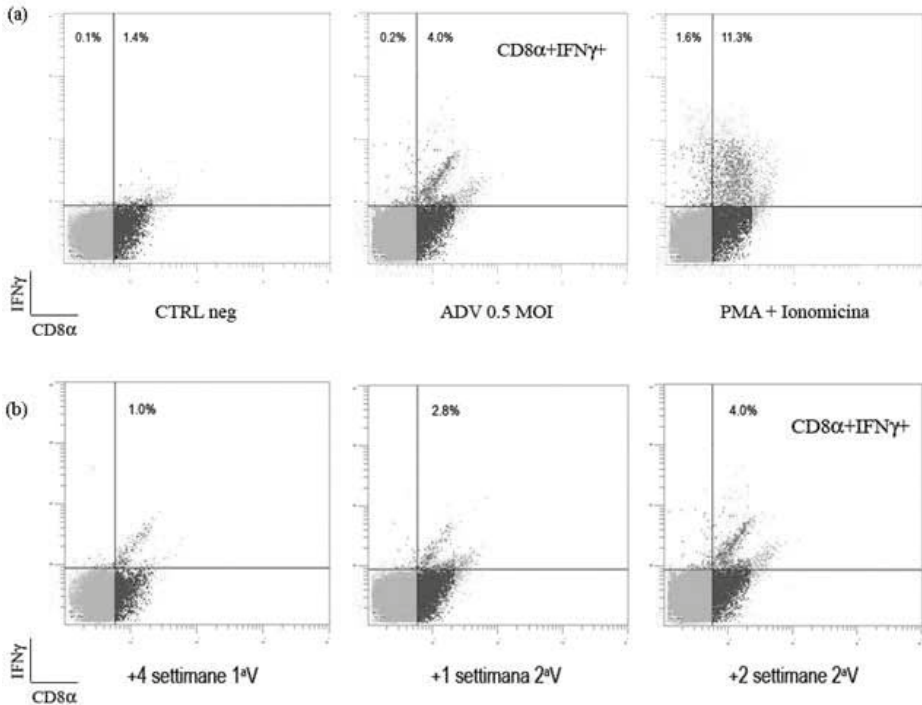 (a)
0.1% 1.4%
0.2% 4.0%
CD8α+IFNγ+
1.6% 11.3%
IFNγ
CD8α
CTRL neg
ADV 0.5 MOI
PMA + Ionomicina
(b)
1.0%
2.8%
4.0%
CD8α+IFNγ+
IFNγ
CD8α
+4 settimane 1ªV
+1 settimana 2ªV
+2 settimane 2ªV